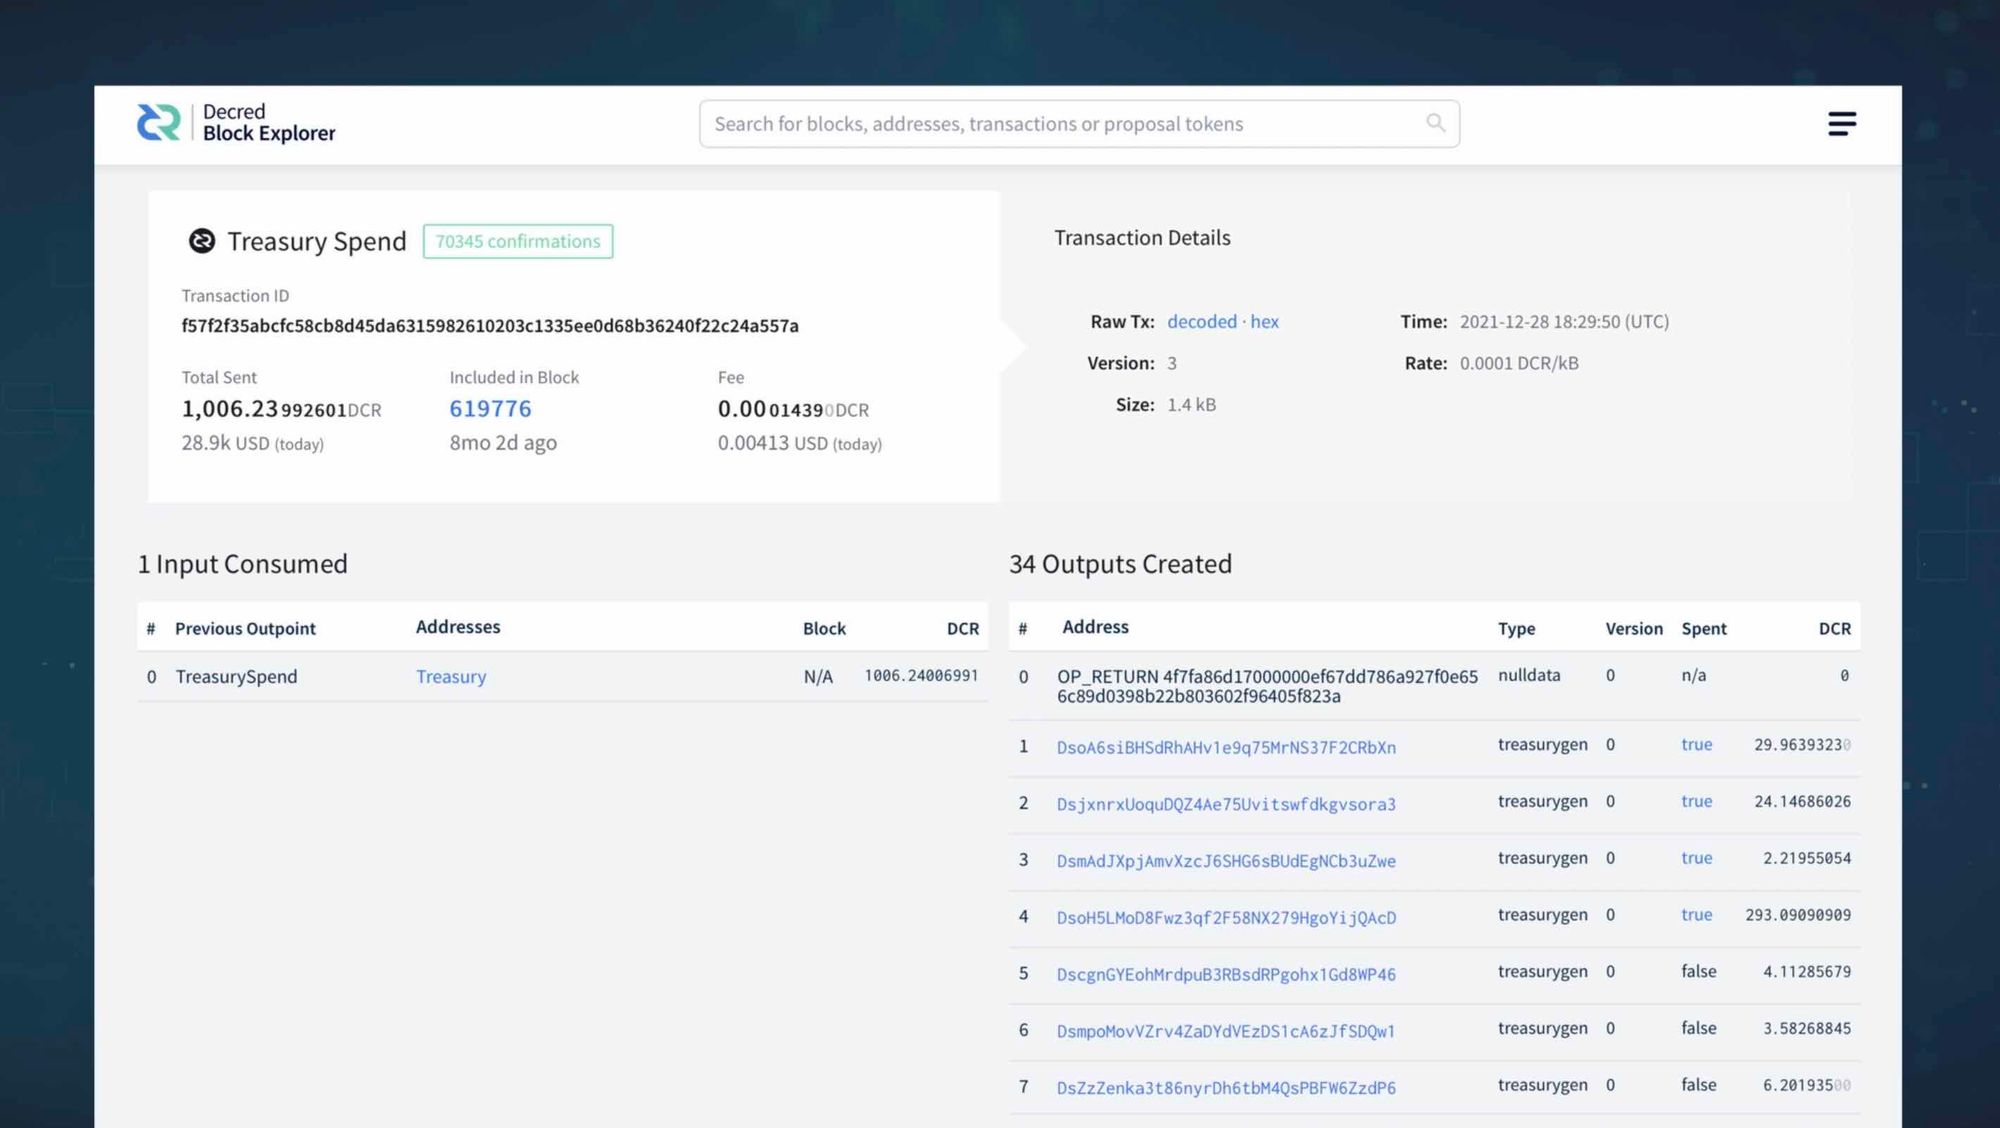 Decred
Block Explorer
Search for blocks, addresses, transactions or proposal tokens
Treasury Spend 70345 confirmations
Transaction ID
f57f2f35abcfc58cb8d45da6315982610203c1335ee0d68b36240f22c24a557a
Total Sent Included in Block Fee
1,006.23992601DCR 619776 0.00014390DCR
28.9k USD (today) 8mo 2d ago 0.00413 USD (today)
Transaction Details
Raw Tx: decoded · hex Time: 2021-12-28 18:29:50 (UTC)
Version: 3 Rate: 0.0001 DCR/kB
Size: 1.4 kB
1 Input Consumed
# Previous Outpoint Addresses Block DCR
0 TreasurySpend Treasury N/A 1006.24006991
34 Outputs Created
# Address Type Version Spent DCR
0 OP_RETURN 4f7fa86d17000000ef67dd786a927f0e65 nulldata 0 n/a 0
6c89d0398b22b803602f96405f823a
1 DsoA6siBHSdRhAHv1e9q75MrNS37F2CRbXn treasurygen 0 true 29.96393230
2 DsjxnrxUoquDQZ4Ae75Uvitswfdkgvsora3 treasurygen 0 true 24.14686026
3 DsmAdJXpjAmvXzcJ6SHG6sBUdEgNCb3uZwe treasurygen 0 true 2.21955054
4 DsoH5LMoD8Fwz3qf2F58NX279HgoYijQAcD treasurygen 0 true 293.09090909
5 DscgnGYEohMrdpuB3RBsdRPgohx1Gd8WP46 treasurygen 0 false 4.11285679
6 DsmpoMovVZrv4ZaDYdVEzDS1cA6zJfSDQw1 treasurygen 0 false 3.58268845
7 DsZzZenka3t86nyrDh6tbM4QsPBFW6ZzdP6 treasurygen 0 false 6.20193500